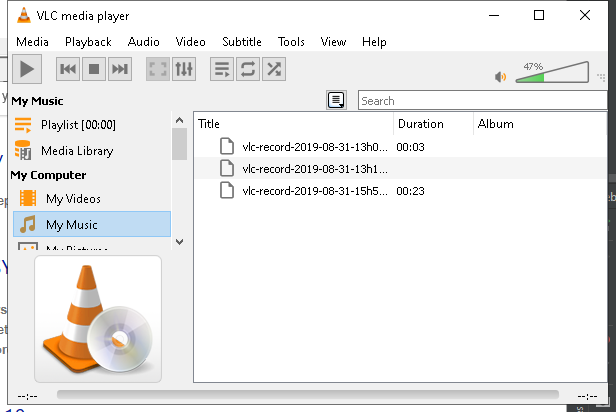 VLC media player
Media Playback Audio Video Subtitle Tools View Help
47%
My Music
Search
Playlist [00:00]
Media Library
My Computer
My Videos
My Music
My Pictures
Title Duration Album
vlc-record-2019-08-31-13h0... 00:03
vlc-record-2019-08-31-13h1...
vlc-record-2019-08-31-15h5... 00:23
--:-- --:--